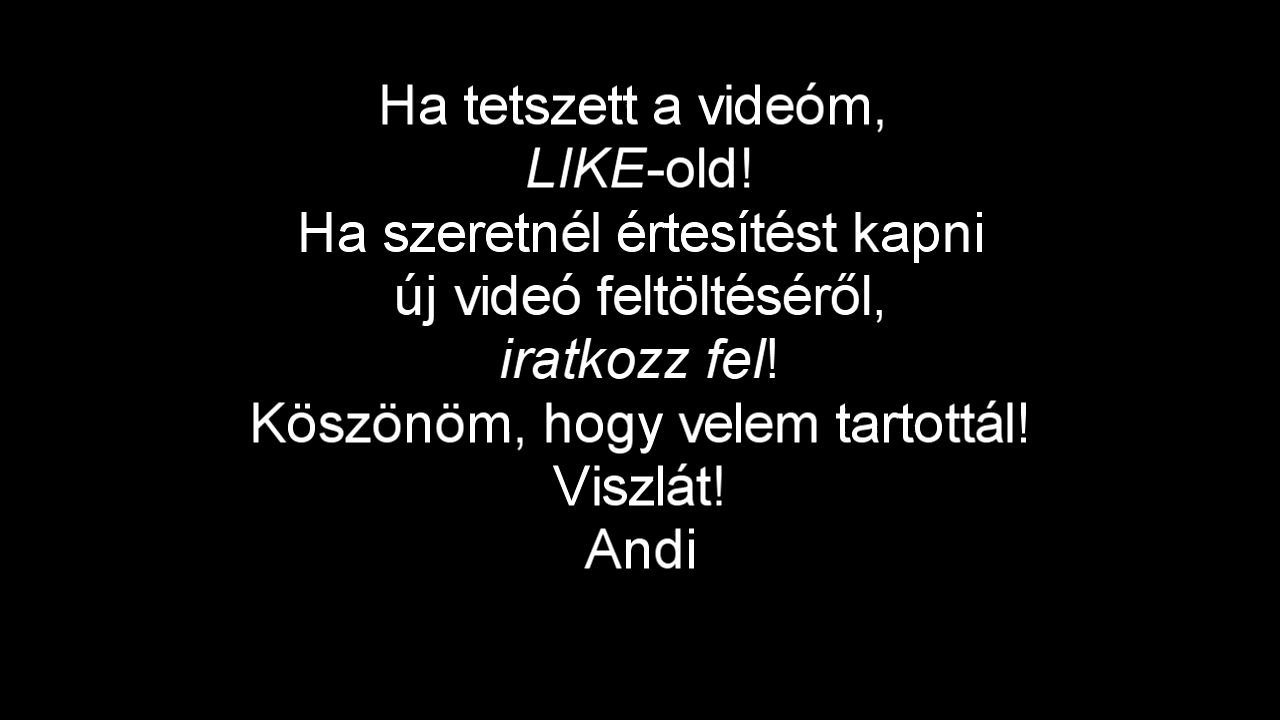 Ha tetszett a videóm,
LIKE-old!
Ha szeretnél értesítést kapni
új videó feltöltéséről,
iratkozz fel!
Köszönöm, hogy velem tartottál!
Viszlát!
Andi